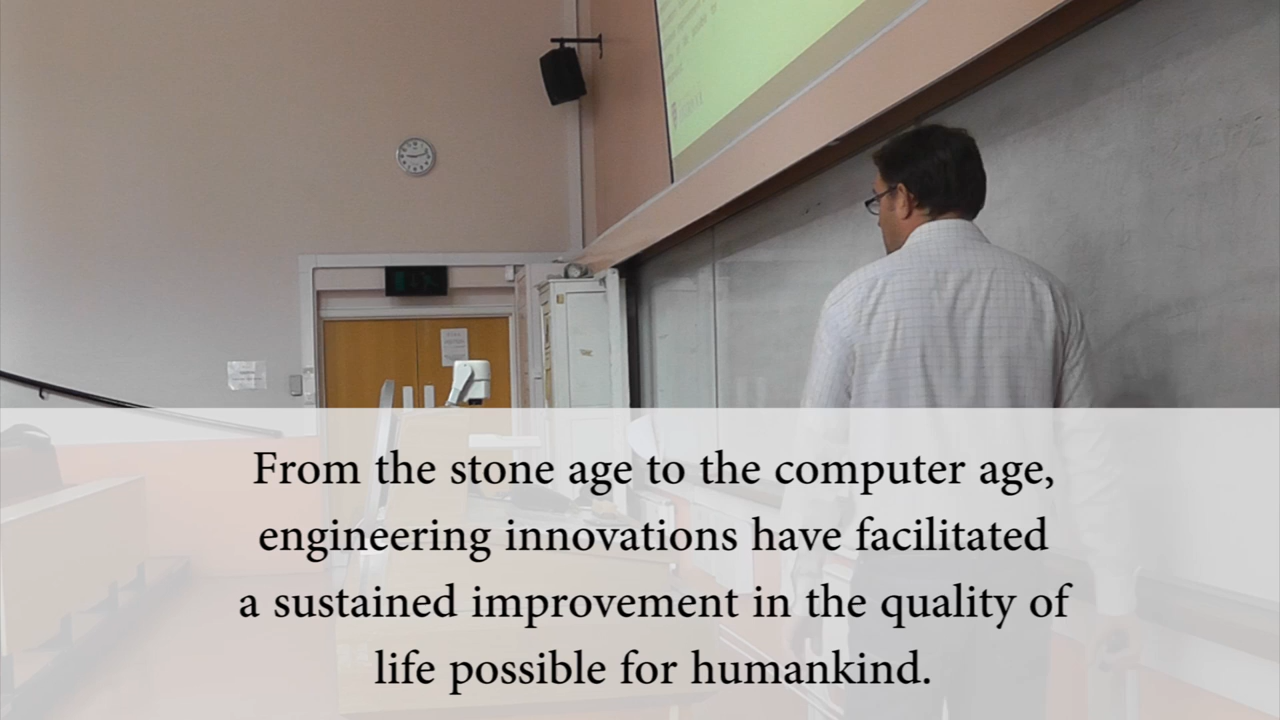 From the stone age to the computer age,
engineering innovations have facilitated
a sustained improvement in the quality of
life possible for humankind.